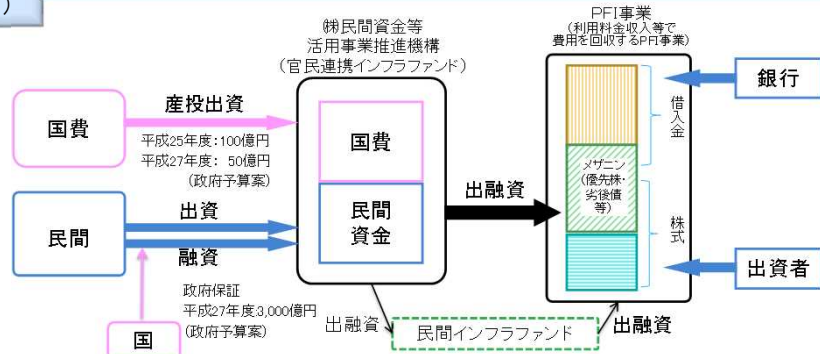 )
㈱民間資金等
活用事業推進機構
(官民連携インフラファンド)
PFI事業
(利用料金収入等で
費用を回収するPFI事業)
国費
産投出資
平成25年度:100億円
平成27年度: 50億円
(政府予算案)
民間
出資
融資
政府保証
平成27年度:3,000億円
(政府予算案)
国
国費
民間
資金
出融資
出融資
民間インフラファンド
出融資
メザニン
(優先株・
劣後債
等)
借入金
株式
銀行
出資者